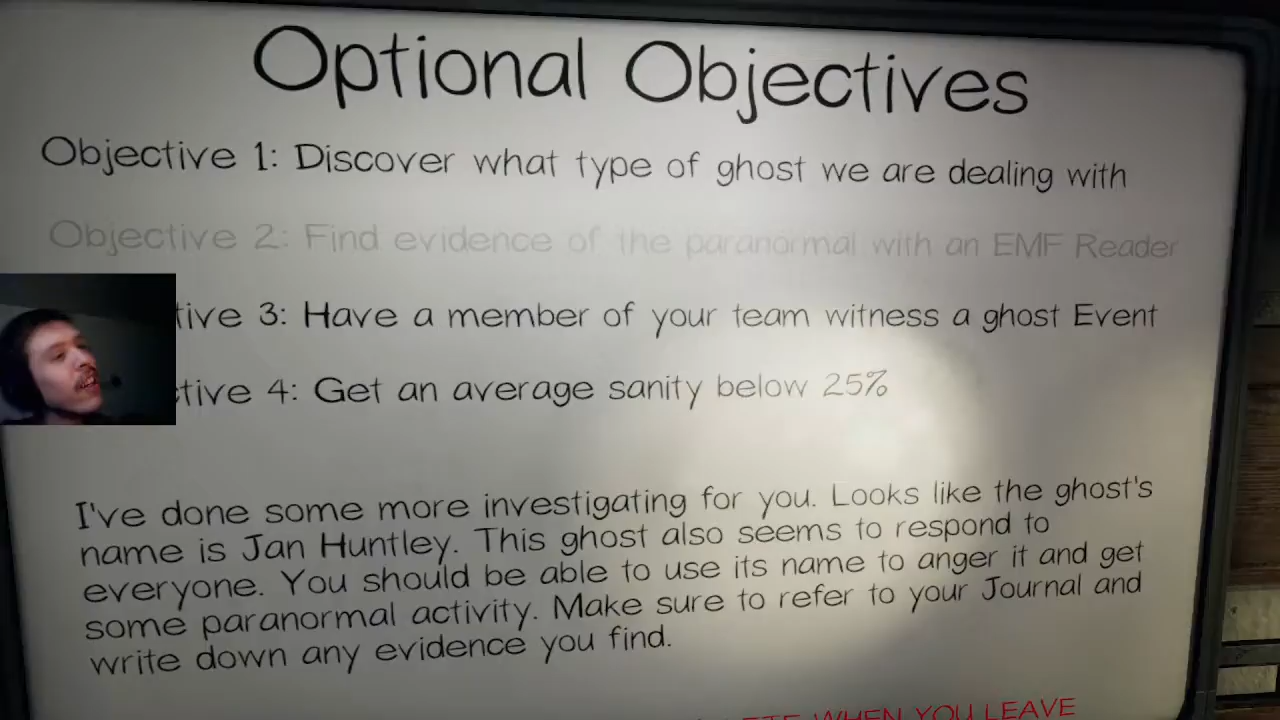 Optional Objectives
Objective 1: Discover what type of ghost we are dealing with
Objective 2: Find evidence of the paranormal with an EMF Reader
tive 3: Have a member of your team witness a ghost Event
ctive 4: Get an average sanity below 25%
I've done some more investigating for you. Looks like the ghost's
name is Jan Huntley. This ghost also seems to respond to
everyone. You should be able to use its name to anger it and get
some paranormal activity. Make sure to refer to your Journal and
write down any evidence you find.
WHEN YOU LEAVE